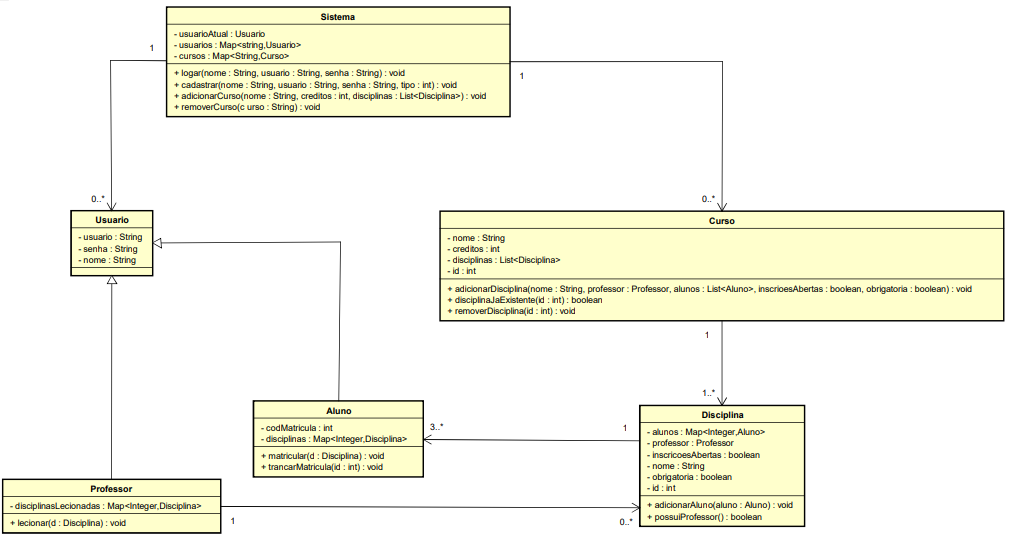 Sistema
- usuarioAtual : Usuario
- usuarios : Map<string,Usuario>
- cursos : Map<String,Curso>
+ logar(nome : String, usuario : String, senha : String) : void
+ cadastrar(nome : String, usuario : String, senha : String, tipo : int) : void
+ adicionarCurso(nome : String, creditos : int, disciplinas : List<Disciplina>) : void
+ removerCurso(c urso : String) : void
1
1
0..*
0..*
Usuario
- usuario : String
- senha : String
- nome : String
Curso
- nome : String
- creditos : int
- disciplinas : List<Disciplina>
- id : int
+ adicionarDisciplina(nome : String, professor : Professor, alunos : List<Aluno>, inscrioesAbertas : boolean, obrigatoria : boolean) : void
+ disciplinaJaExistente(id : int) : boolean
+ removerDisciplina(id : int) : void
1
1..*
Aluno
- codMatricula : int
- disciplinas : Map<Integer,Disciplina>
+ matricular(d : Disciplina) : void
+ trancarMatricula(id : int) : void
3..*
1
Disciplina
- alunos : Map<Integer,Aluno>
- professor : Professor
- inscricoesAbertas : boolean
- nome : String
- obrigatoria : boolean
- id : int
+ adicionarAluno(aluno : Aluno) : void
+ possuiProfessor() : boolean
Professor
- disciplinasLecionadas : Map<Integer,Disciplina>
+ lecionar(d : Disciplina) : void
1
0..*